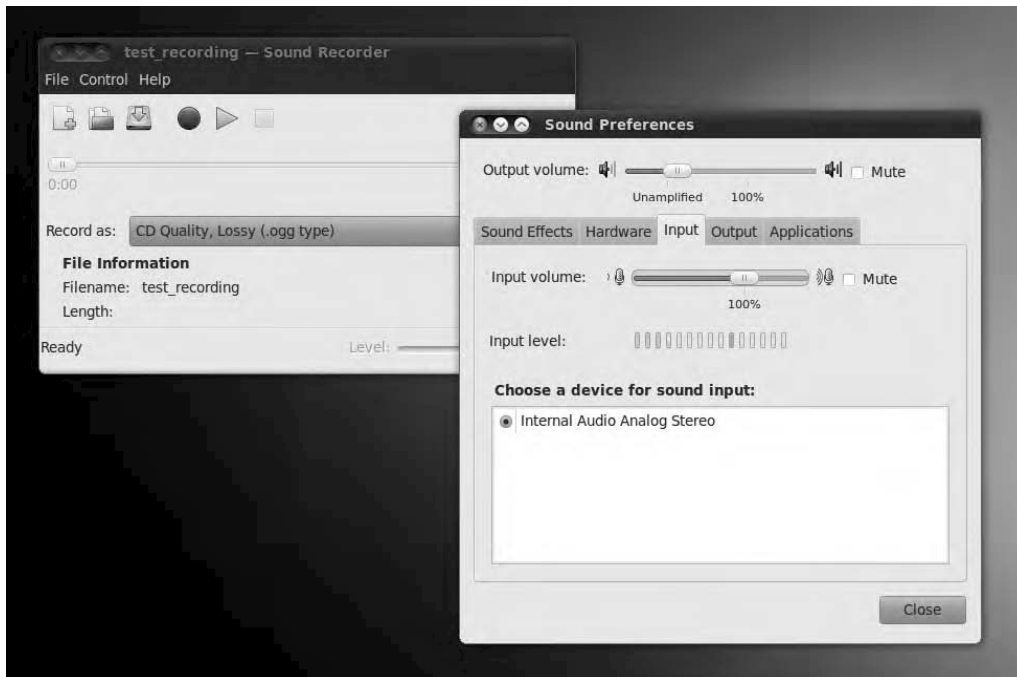 test_recording — Sound Recorder
File Control Help
0:00
Record as: CD Quality, Lossy (.ogg type)
File Information
Filename: test_recording
Length:
Ready Level:
Sound Preferences
Output volume: Mute
Unamplified 100%
Sound Effects Hardware Input Output Applications
Input volume: Mute
100%
Input level:
Choose a device for sound input:
Internal Audio Analog Stereo
Close